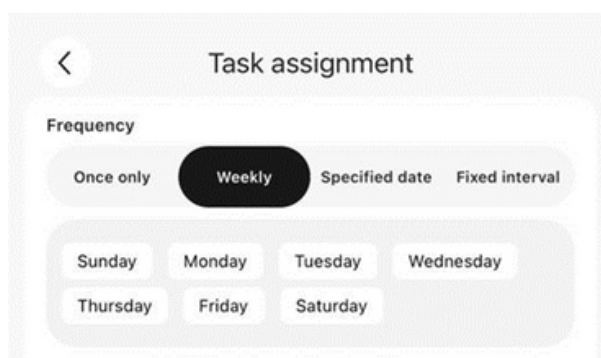 Task assignment
Frequency
Once only Weekly Specified date Fixed interval
Sunday Monday Tuesday Wednesday
Thursday Friday Saturday